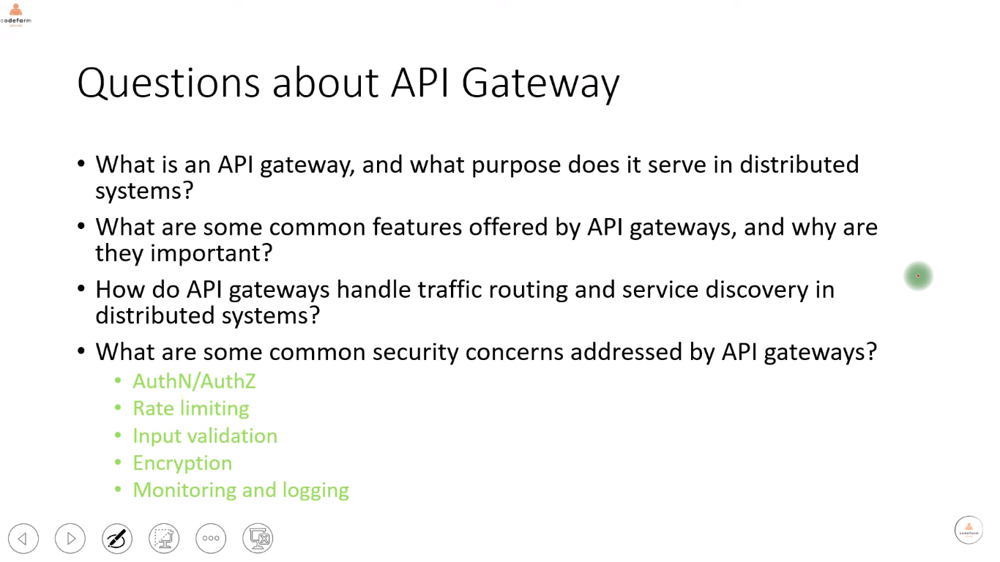 codefarm
Questions about API Gateway
• What is an API gateway, and what purpose does it serve in distributed
systems?
• What are some common features offered by API gateways, and why are
they important?
• How do API gateways handle traffic routing and service discovery in
distributed systems?
• What are some common security concerns addressed by API gateways?
• AuthN/AuthZ
• Rate limiting
• Input validation
• Encryption
• Monitoring and logging
codefarm